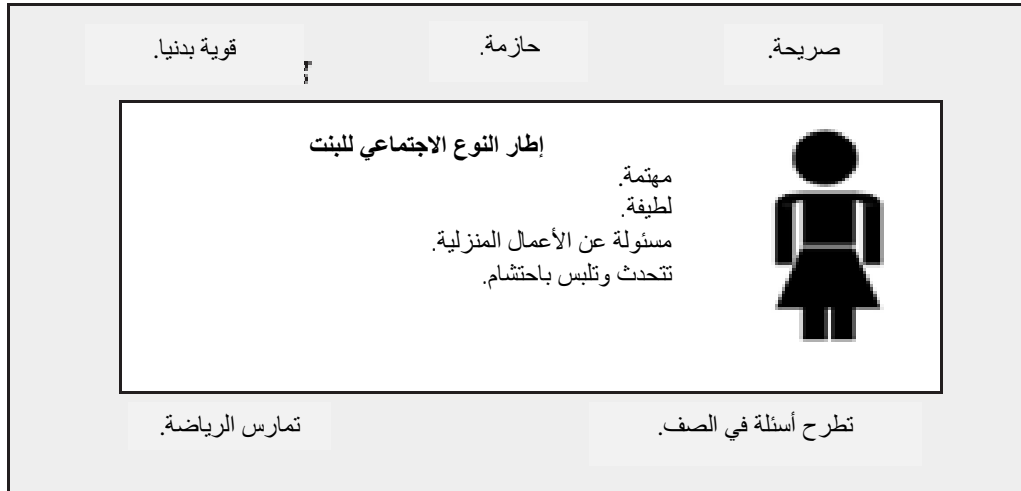 صريحة.
حازمة.
قوية بدنيا.
إطار النوع الاجتماعي للبنت
مهتمة.
لطيفة.
مسئولة عن الأعمال المنزلية.
تتحدث وتلبس باحتشام.
تطرح أسئلة في الصف.
تمارس الرياضة.